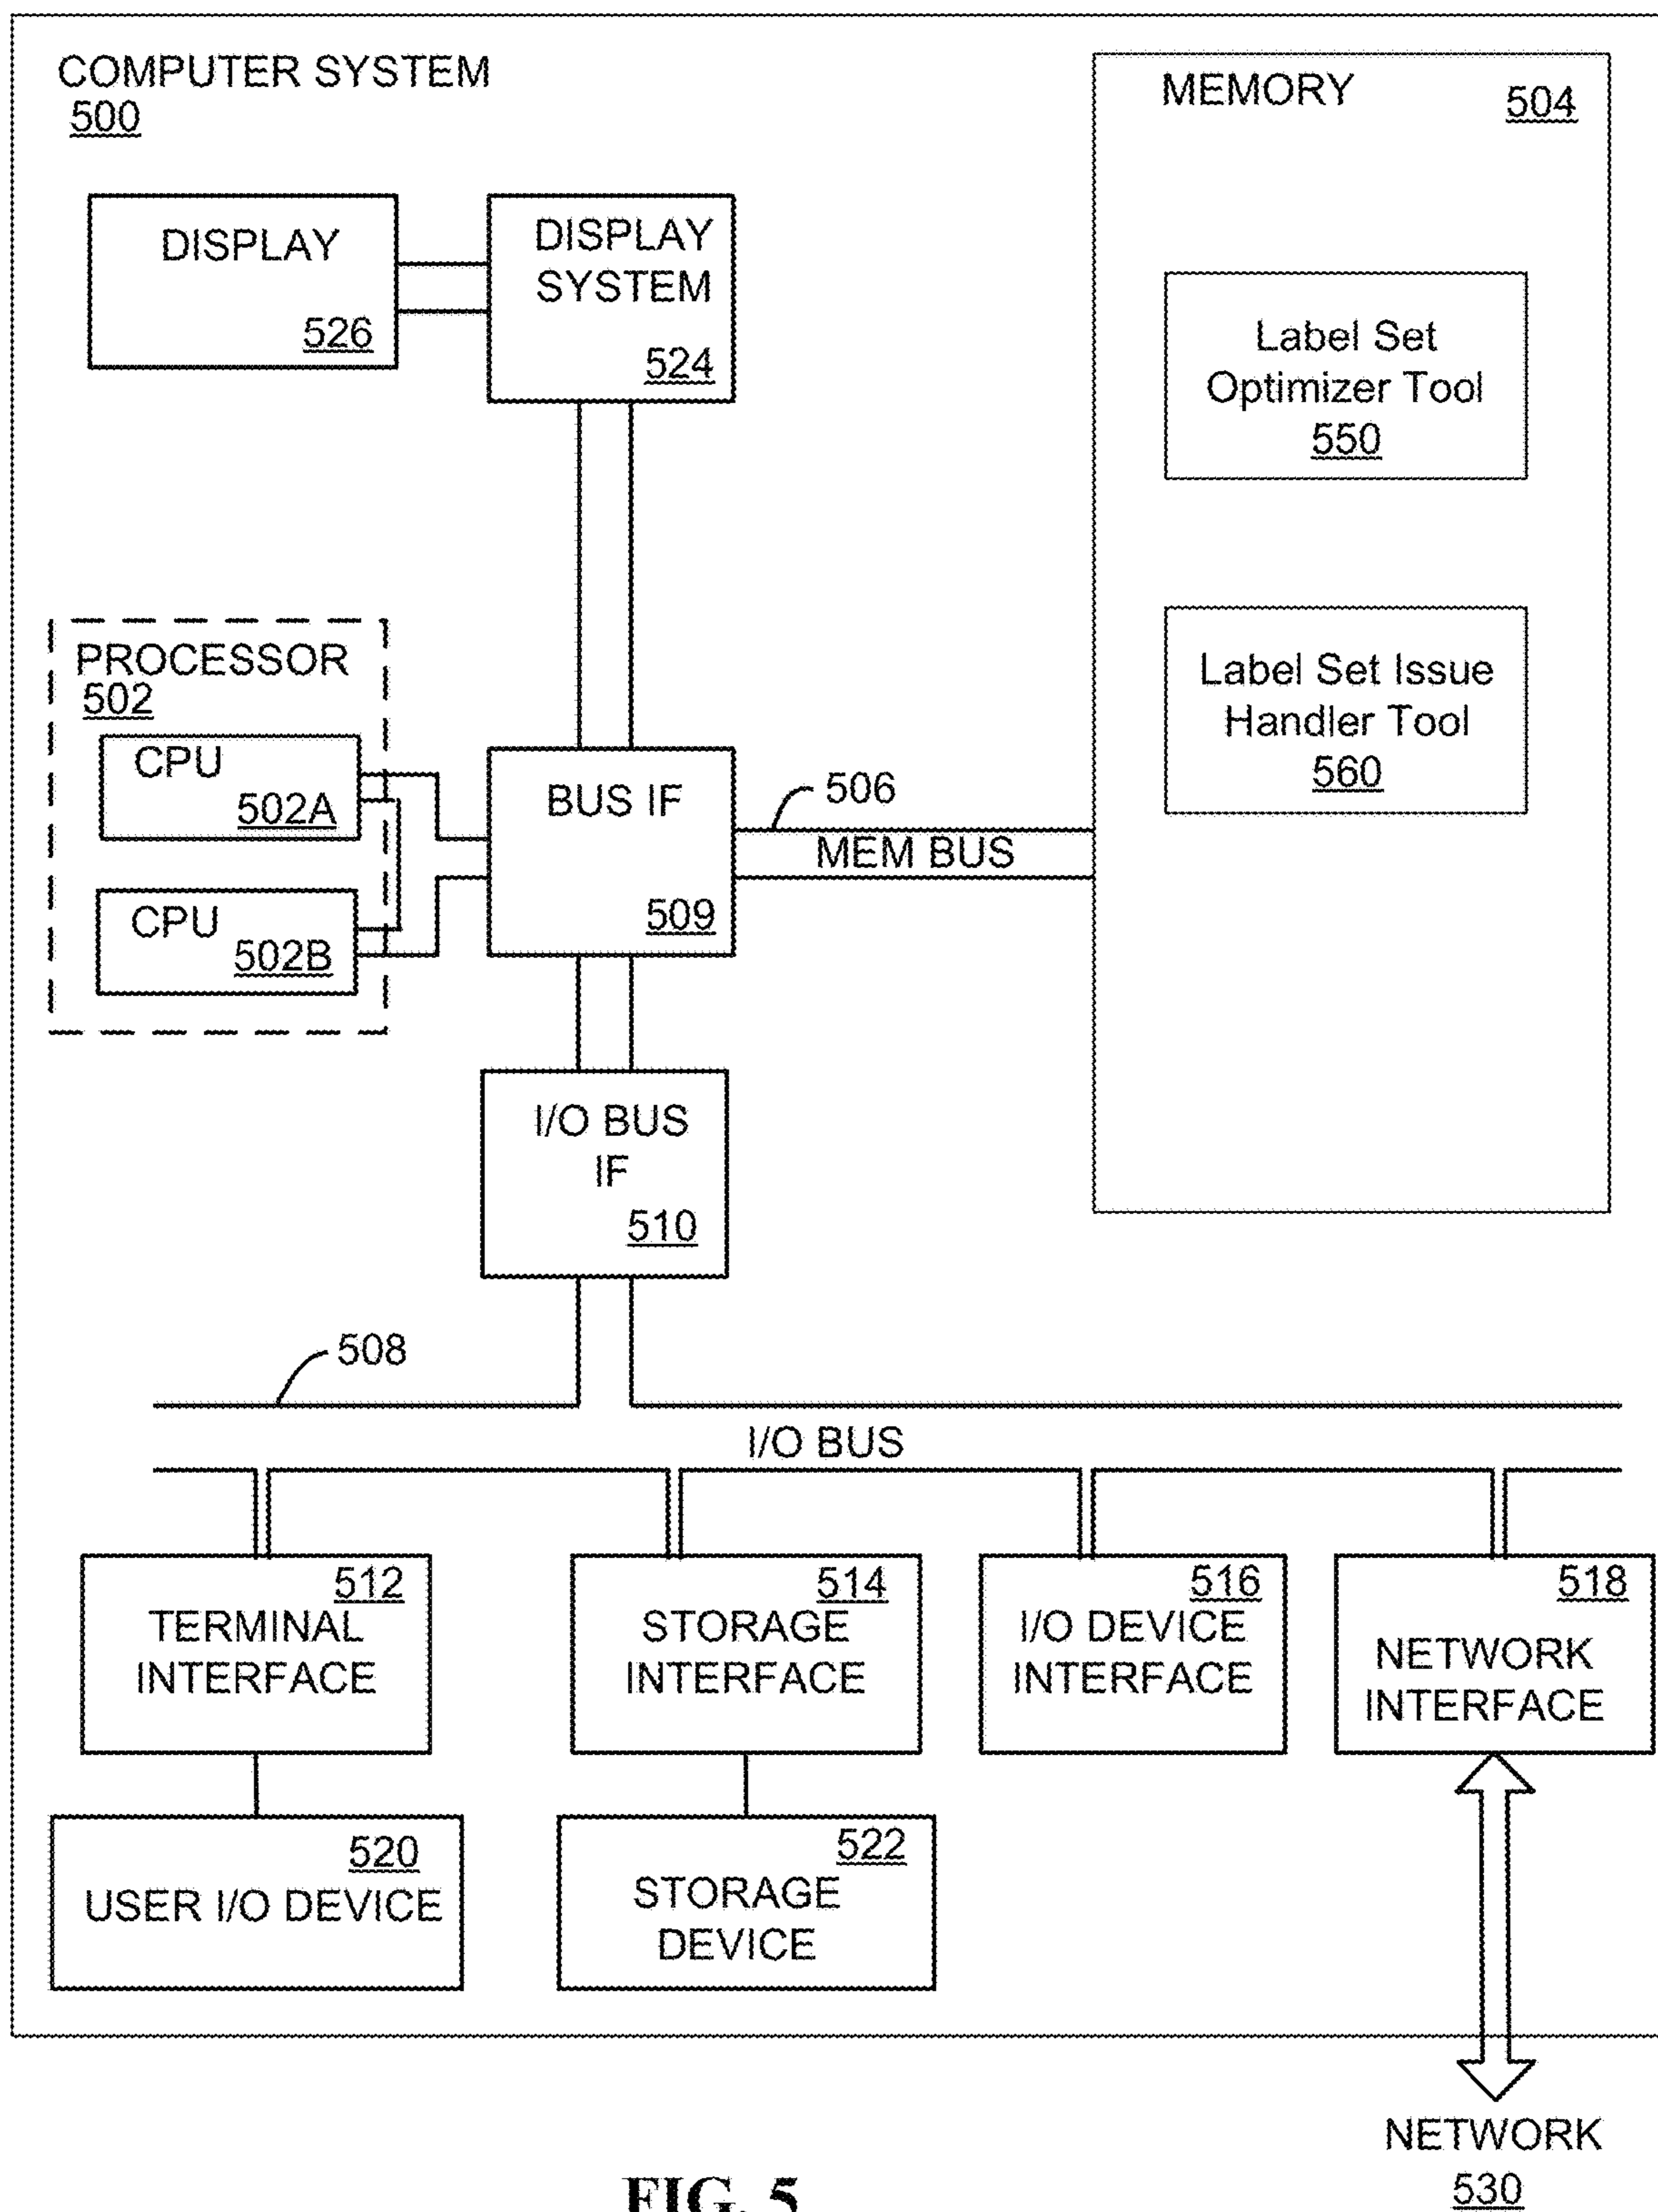 COMPUTER SYSTEM
500
MEMORY
504
DISPLAY
526
DISPLAY
SYSTEM
524
Label Set
Optimizer Tool
550
PROCESSOR
502
CPU
502A
CPU
502B
BUS IF
509
506
MEM BUS
Label Set Issue
Handler Tool
560
I/O BUS
IF
510
508
I/O BUS
512
TERMINAL
INTERFACE
514
STORAGE
INTERFACE
516
I/O DEVICE
INTERFACE
518
NETWORK
INTERFACE
520
USER I/O DEVICE
522
STORAGE
DEVICE
NETWORK
530
FIG. 5